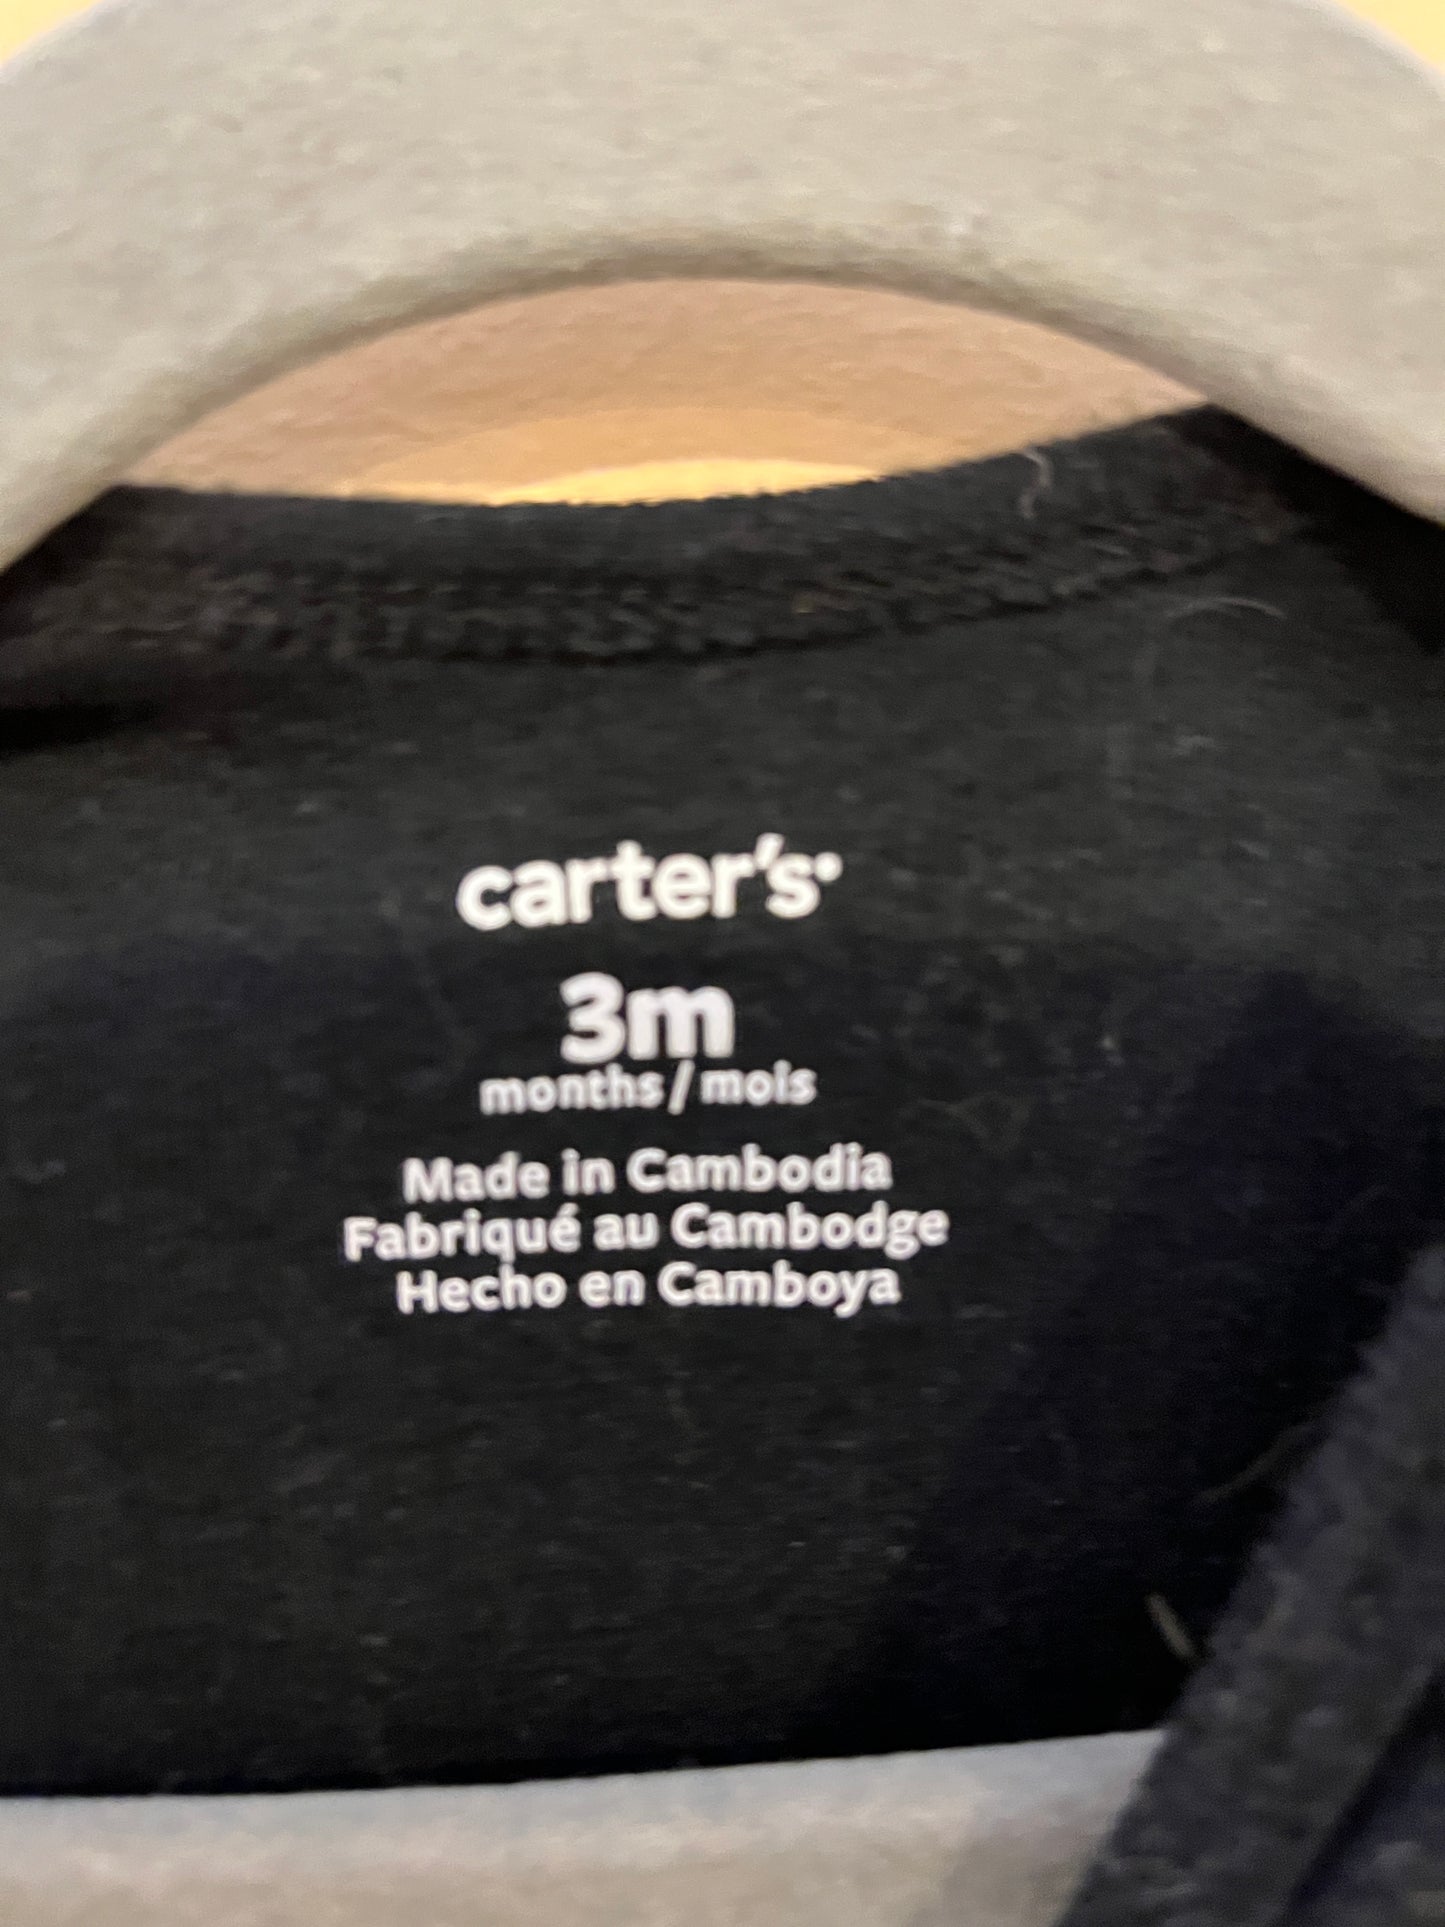 carter's
3m
months / mois
Made in Cambodia
Fabriqué au Cambodge
Hecho en Camboya